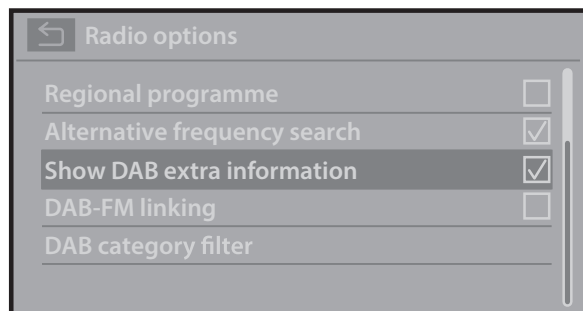 Radio options
Regional programme
Alternative frequency search
Show DAB extra information
DAB-FM linking
DAB category filter